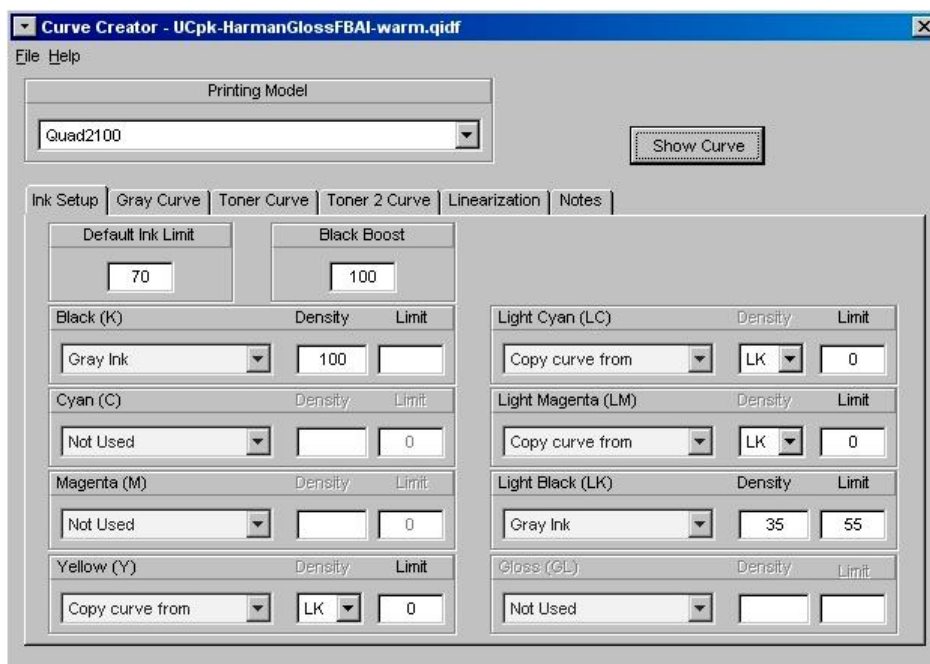 Curve Creator - UCpk-HarmanGlossFBAl-warm.qidf
File Help
Printing Model
Quad2100
Show Curve
Ink Setup Gray Curve Toner Curve Toner 2 Curve Linearization Notes
Default Ink Limit
70
Black Boost
100
Black (K) Density Limit
Gray Ink 100
Cyan (C) Density Limit
Not Used 0
Magenta (M) Density Limit
Not Used 0
Yellow (Y) Density Limit
Copy curve from LK 0
Light Cyan (LC) Density Limit
Copy curve from LK 0
Light Magenta (LM) Density Limit
Copy curve from LK 0
Light Black (LK) Density Limit
Gray Ink 35 55
Gloss (GL) Density Limit
Not Used